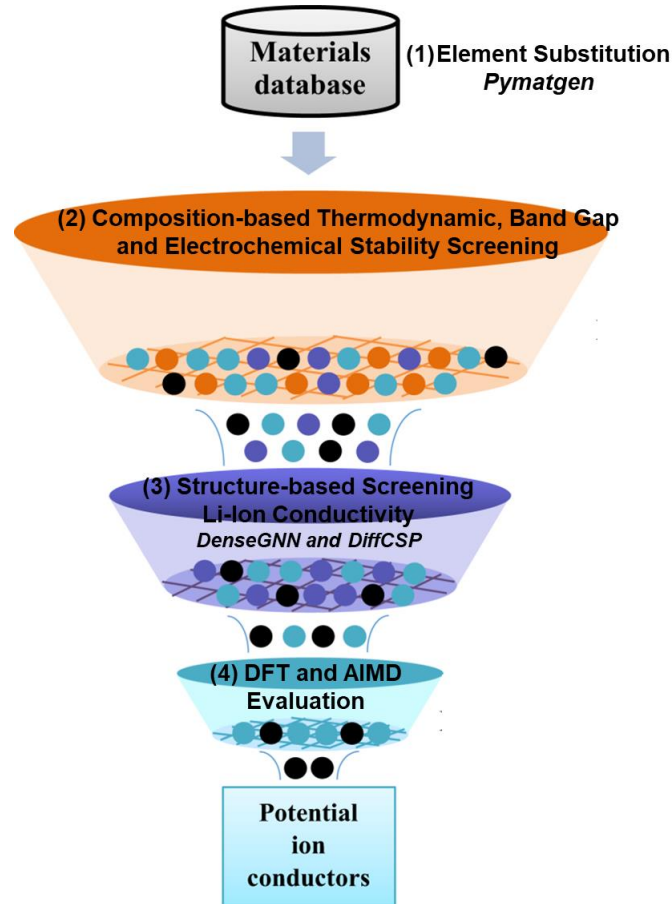 Materials
database
(1) Element Substitution
Pymatgen
(2) Composition-based Thermodynamic, Band Gap
and Electrochemical Stability Screening
(3) Structure-based Screening
Li-Ion Conductivity
DenseGNN and DiffCSP
(4) DFT and AIMD
Evaluation
Potential
ion
conductors